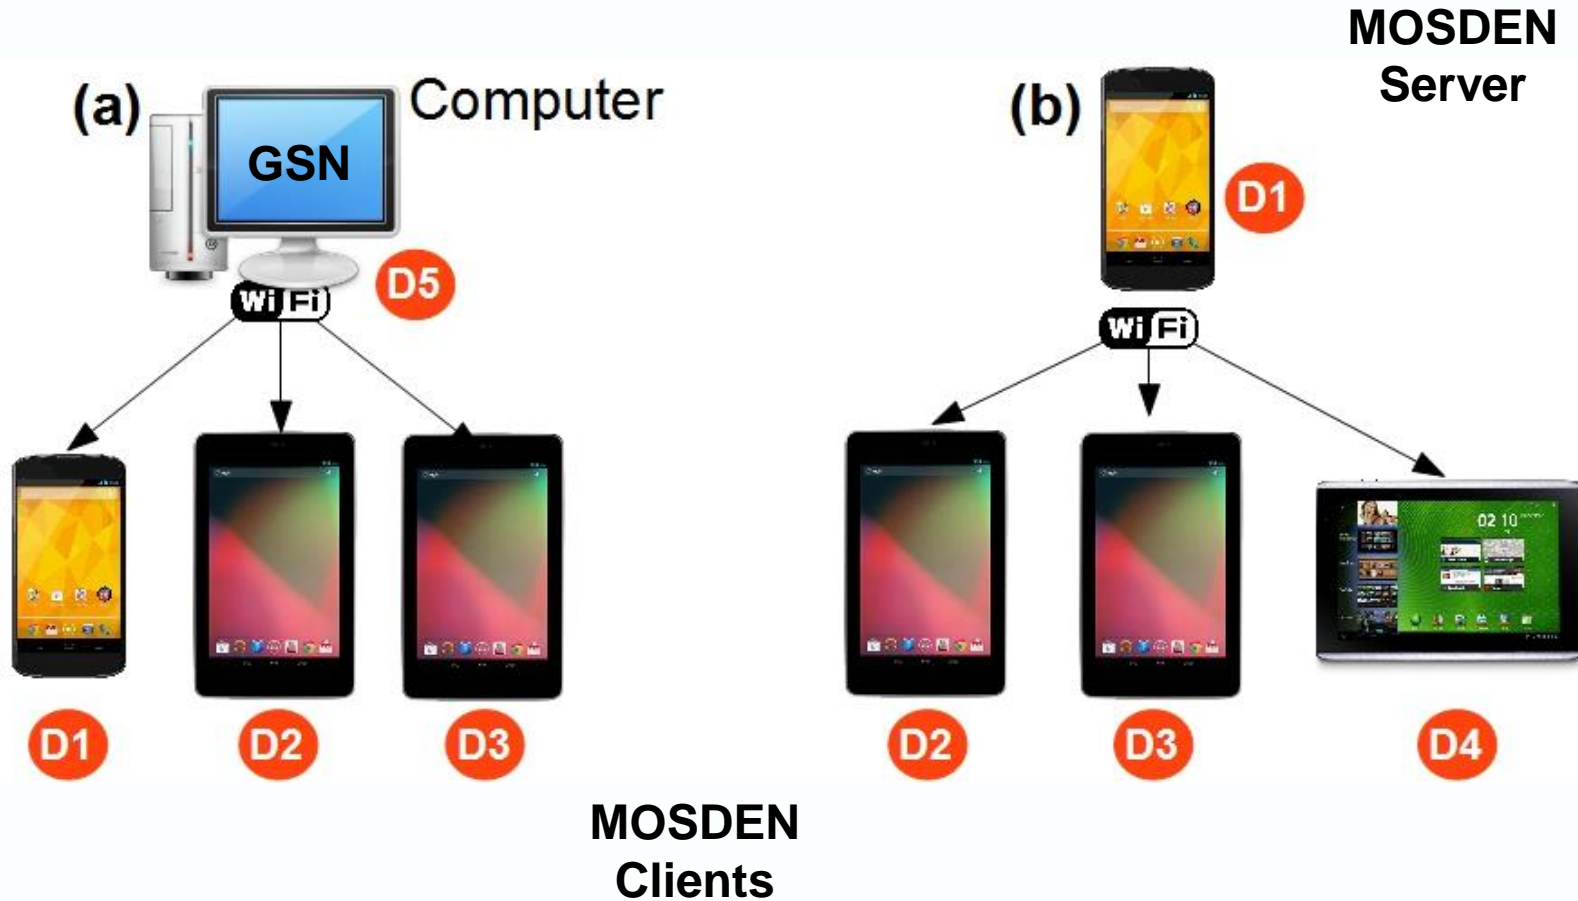 MOSDEN
Server
(a)
Computer
(b)
GSN
D1
D5
Wi Fi
Wi Fi
02 10
D1
D2
D3
D2
D3
D4
MOSDEN
Clients